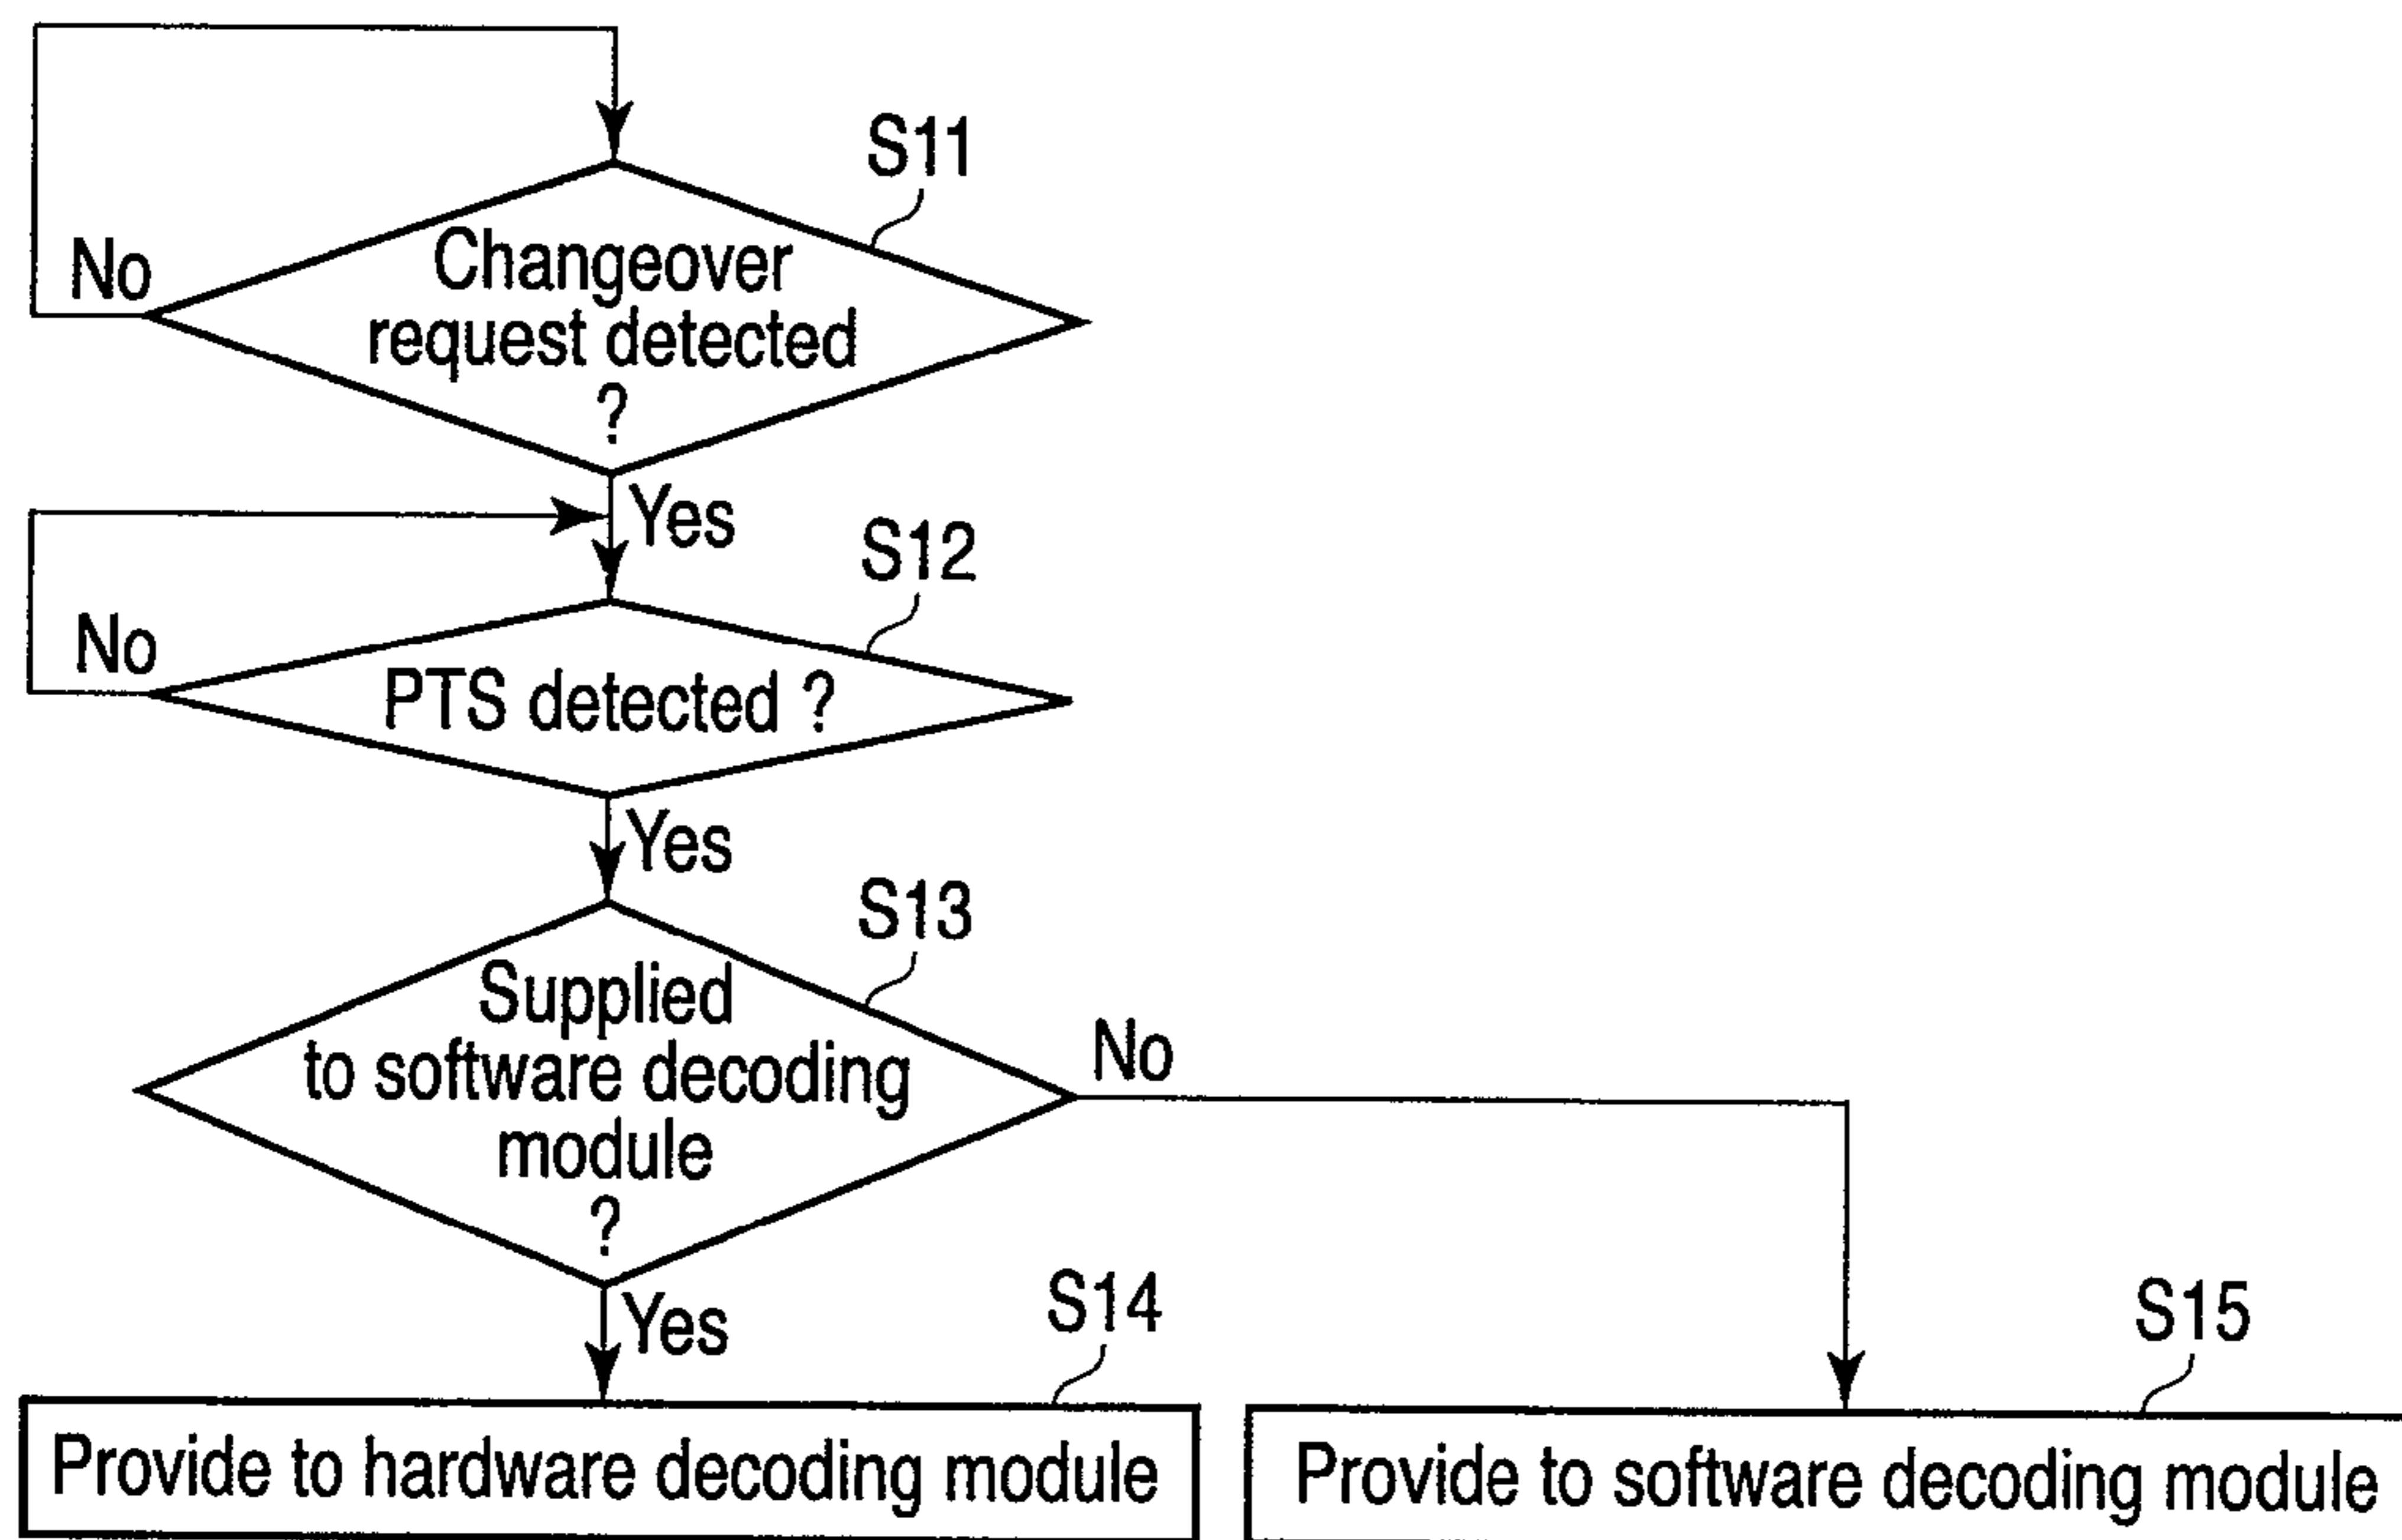 S11
No
Changeover
request detected
?
Yes
S12
No
PTS detected ?
Yes
S13
Supplied
to software decoding
module
?
No
Yes
S14
S15
Provide to hardware decoding module
Provide to software decoding module